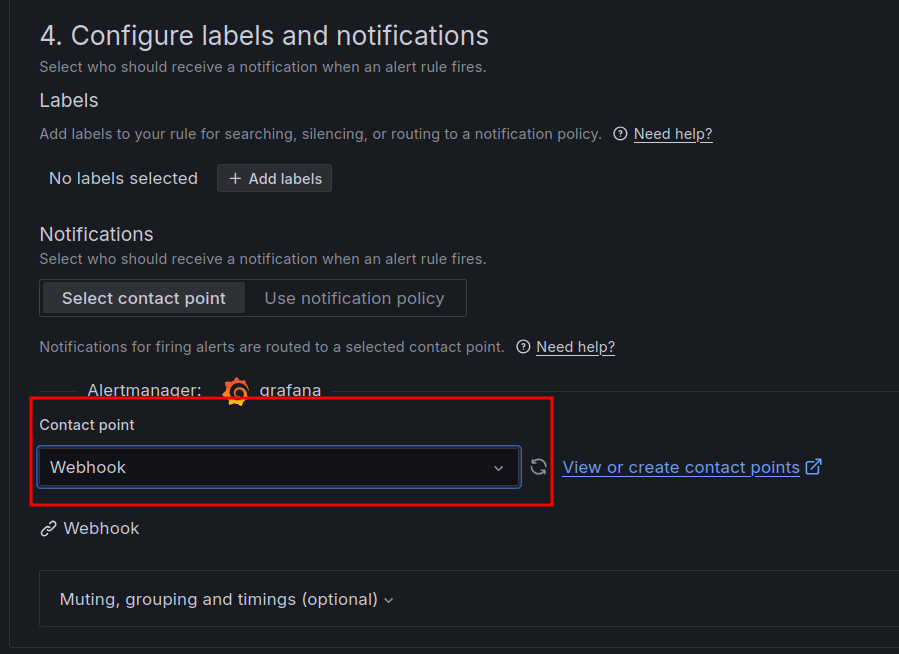 4. Configure labels and notifications
Select who should receive a notification when an alert rule fires.
Labels
Add labels to your rule for searching, silencing, or routing to a notification policy. Need help?
No labels selected + Add labels
Notifications
Select who should receive a notification when an alert rule fires.
Select contact point Use notification policy
Notifications for firing alerts are routed to a selected contact point. Need help?
Alertmanager: grafana
Contact point
Webhook
View or create contact points
Webhook
Muting, grouping and timings (optional)